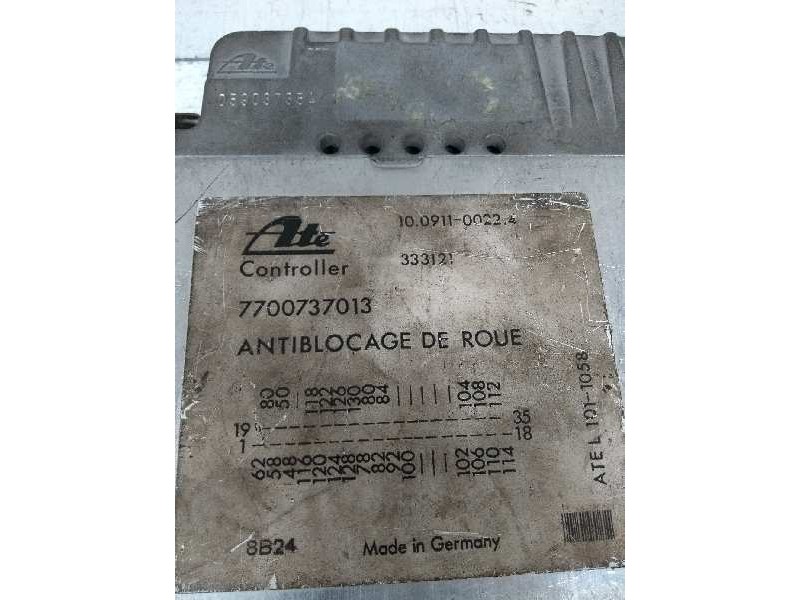 Ate
Ate
10.0911-0022.4
Controller
333121
7700737013
ANTIBLOCAGE DE ROUE
80 50 118 122 126 130 80 84 104 108 112
19 35
1 18
62 58 48 116 120 124 128 78 82 92 100 102 106 110 114
ATE L 101-1058
8B24
Made in Germany